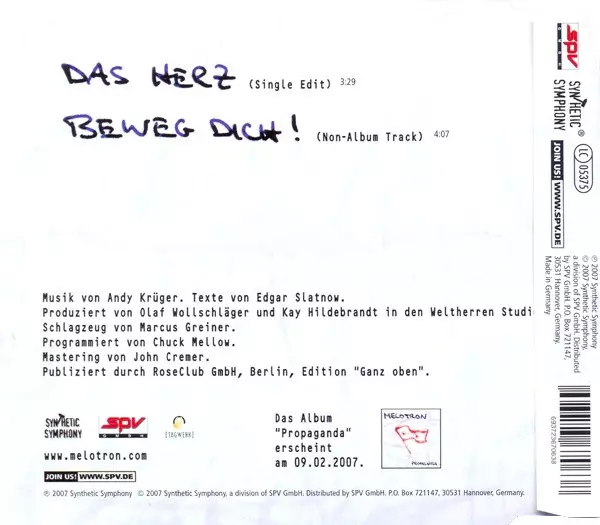 DAS HERZ (Single Edit) 3:29
BEWEG DICH! (Non-Album Track) 4:07
Musik von Andy Krüger. Texte von Edgar Slatnow.
Produziert von Olaf Wollschläger und Kay Hildebrandt in den Weltherren Studi
Schlagzeug von Marcus Greiner.
Programmiert von Chuck Mellow.
Mastering von John Cremer.
Publiziert durch RoseClub GmbH, Berlin, Edition "Ganz oben".
SYNTHETIC
SYMPHONY
SPV
ZIEGWERKE
www.melotron.com
JOIN US! WWW.SPV.DE
Das Album
"Propaganda"
erscheint
am 09.02.2007.
MELOTRON
PROPAGANDA
℗ 2007 Synthetic Symphony © 2007 Synthetic Symphony, a division of SPV GmbH. Distributed by SPV GmbH, P.O. Box 721147, 30531 Hannover, Germany.
SPV
SYNTHETIC
SYMPHONY®
JOIN US! WWW.SPV.DE
LC 05375
℗ 2007 Synthetic Symphony
© 2007 Synthetic Symphony,
a division of SPV GmbH. Distributed
by SPV GmbH. P.O. Box 721147,
30531 Hannover, Germany.
Made in Germany
693723670638